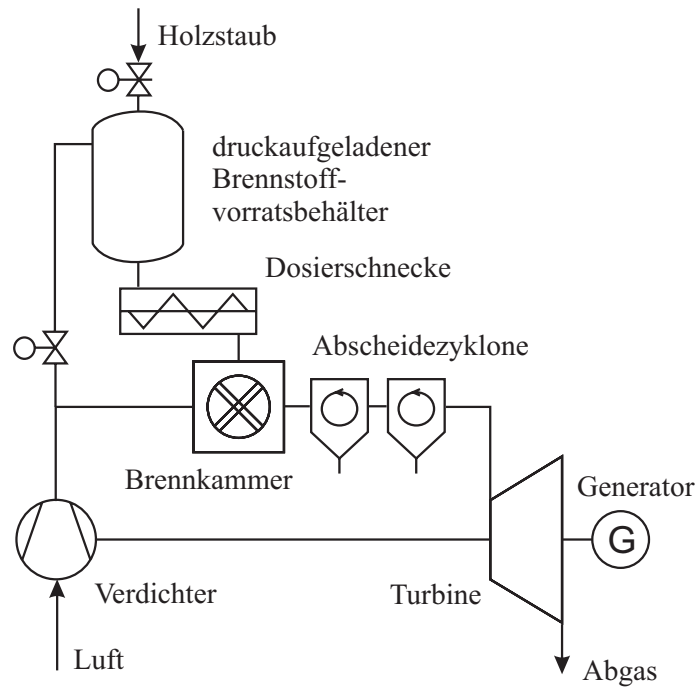 Holzstaub
druckaufgeladener
Brennstoff-
vorratsbehälter
Dosierschnecke
Abscheidezyklone
Brennkammer
Generator
G
Verdichter
Turbine
Luft
Abgas